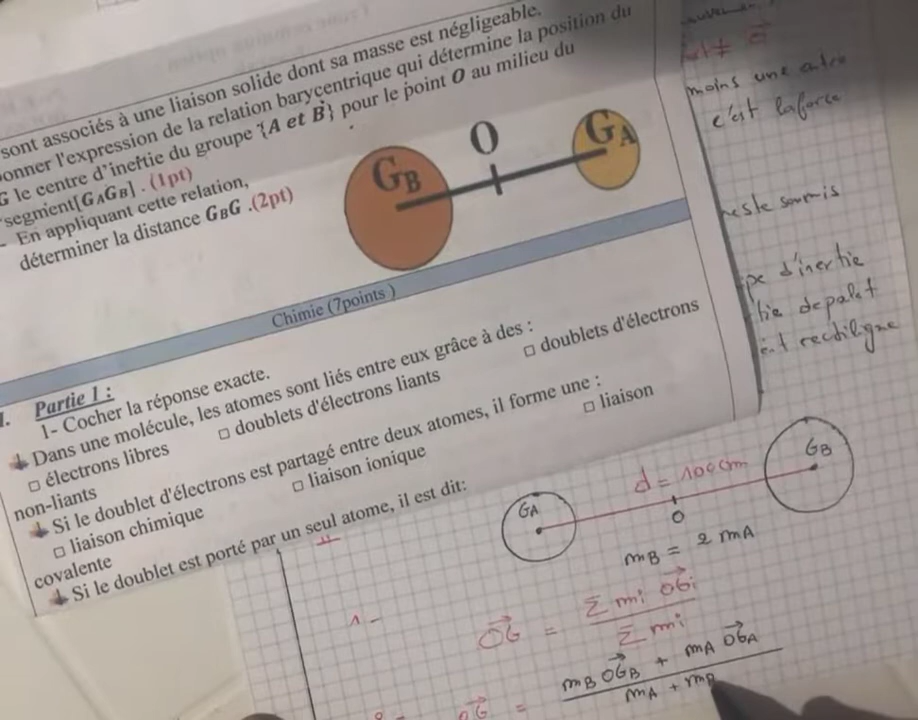 sont associés à une liaison solide dont sa masse est négligeable.
onner l'expression de la relation barycentrique qui détermine la position du
G le centre d'inertie du groupe {A et B} pour le point O au milieu du
segment[GAGB] . (1pt)
- En appliquant cette relation,
déterminer la distance GBG .(2pt)
GB O GA
Chimie (7points )
I. Partie 1 :
1- Cocher la réponse exacte.
Dans une molécule, les atomes sont liés entre eux grâce à des :
□ électrons libres □ doublets d'électrons liants □ doublets d'électrons
non-liants
Si le doublet d'électrons est partagé entre deux atomes, il forme une :
□ liaison chimique □ liaison ionique □ liaison
covalente
Si le doublet est porté par un seul atome, il est dit:
moins une autre
c'est la force
reste soumis
pe d'inertie
de palet
rectiligne
GA d = 100cm GB
O
mB = 2 mA
1 -
OG⃗ = Σ mi OGi⃗ / Σ mi
OG⃗ = mB OGB⃗ + mA OGA⃗ / mA + mB